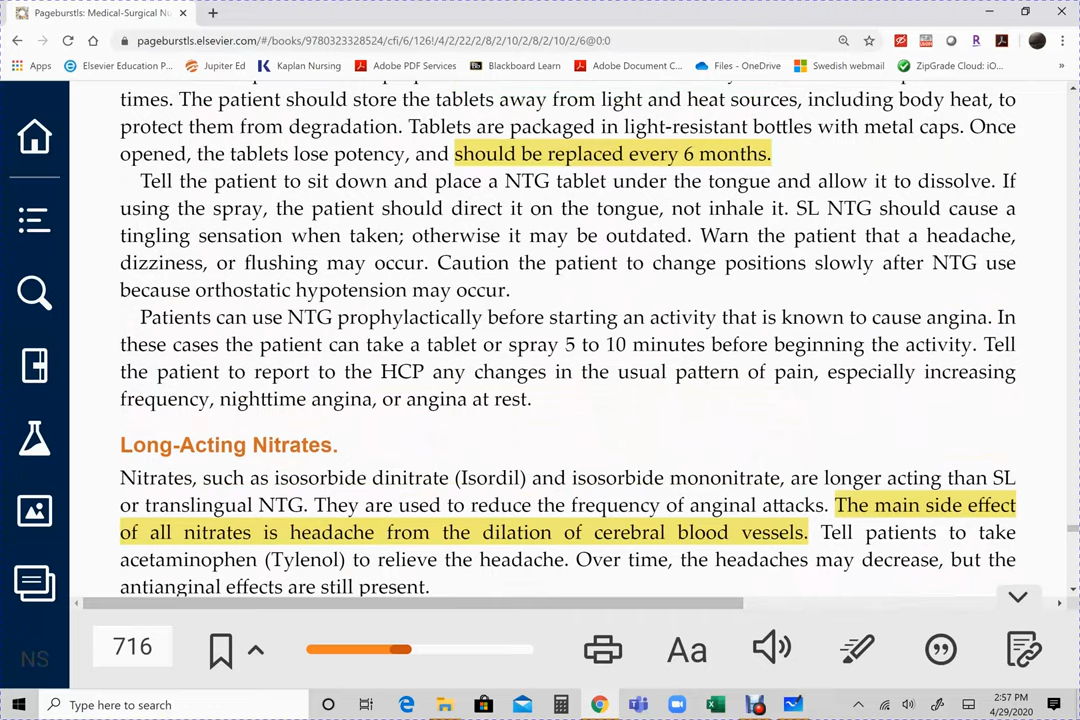 Pageburstls: Medical-Surgical Nu
pageburstls.elsevier.com/#/books/9780323328524/cfi/6/126!/4/2/22/2/8/2/10/2/8/2/10/2/6@0:0
Apps Elsevier Education P... Jupiter Ed Kaplan Nursing Adobe PDF Services Blackboard Learn Adobe Document C... Files - OneDrive Swedish webmail ZipGrade Cloud: iO... »
times. The patient should store the tablets away from light and heat sources, including body heat, to
protect them from degradation. Tablets are packaged in light-resistant bottles with metal caps. Once
opened, the tablets lose potency, and should be replaced every 6 months.
Tell the patient to sit down and place a NTG tablet under the tongue and allow it to dissolve. If
using the spray, the patient should direct it on the tongue, not inhale it. SL NTG should cause a
tingling sensation when taken; otherwise it may be outdated. Warn the patient that a headache,
dizziness, or flushing may occur. Caution the patient to change positions slowly after NTG use
because orthostatic hypotension may occur.
Patients can use NTG prophylactically before starting an activity that is known to cause angina. In
these cases the patient can take a tablet or spray 5 to 10 minutes before beginning the activity. Tell
the patient to report to the HCP any changes in the usual pattern of pain, especially increasing
frequency, nighttime angina, or angina at rest.
Long-Acting Nitrates.
Nitrates, such as isosorbide dinitrate (Isordil) and isosorbide mononitrate, are longer acting than SL
or translingual NTG. They are used to reduce the frequency of anginal attacks. The main side effect
of all nitrates is headache from the dilation of cerebral blood vessels. Tell patients to take
acetaminophen (Tylenol) to relieve the headache. Over time, the headaches may decrease, but the
antianginal effects are still present.
NS
716
Aa
Type here to search
2:57 PM
4/29/2020